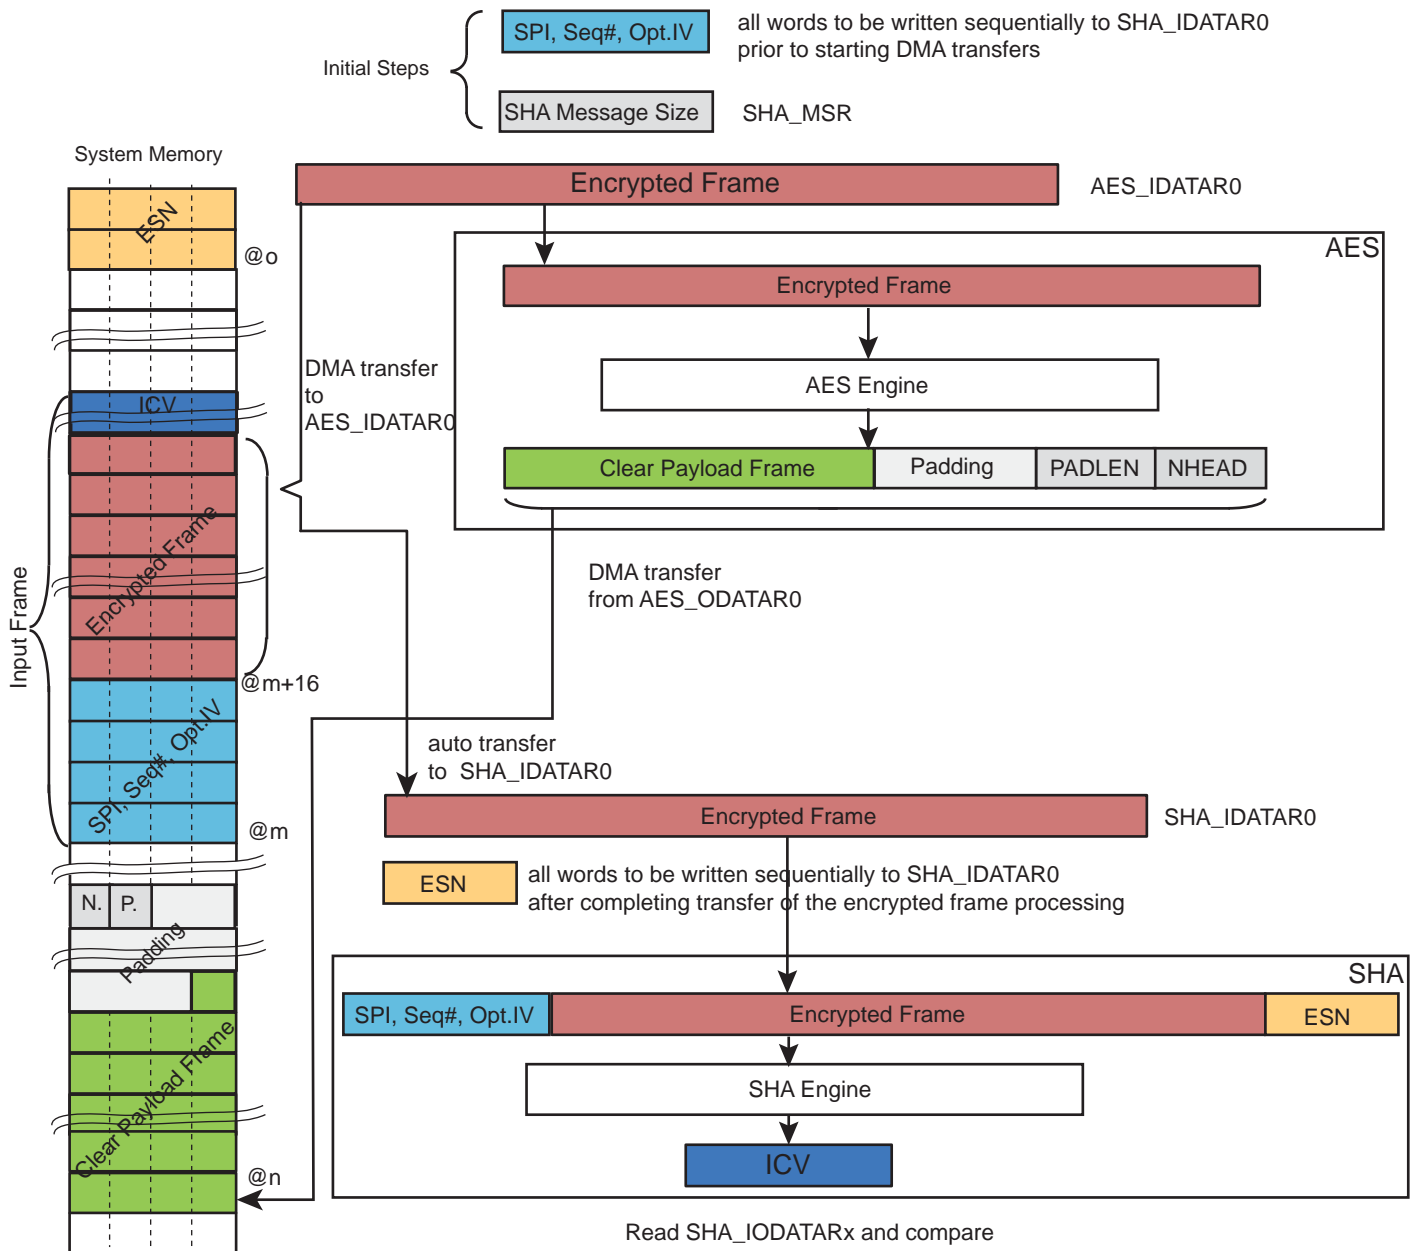 SPI, Seq#, Opt.IV
all words to be written sequentially to SHA_IDATAR0
prior to starting DMA transfers
Initial Steps
SHA Message Size
SHA_MSR
System Memory
Encrypted Frame
AES_IDATAR0
ESN
@o
AES
Encrypted Frame
DMA transfer
to
AES_IDATAR0
AES Engine
ICV
Clear Payload Frame
Padding
PADLEN
NHEAD
Encrypted Frame
Input Frame
DMA transfer
from AES_ODATAR0
@m+16
SPI, Seq#, Opt.IV
auto transfer
to SHA_IDATAR0
@m
Encrypted Frame
SHA_IDATAR0
ESN
all words to be written sequentially to SHA_IDATAR0
after completing transfer of the encrypted frame processing
N.
P.
Padding
SHA
SPI, Seq#, Opt.IV
Encrypted Frame
ESN
Clear Payload Frame
SHA Engine
ICV
@n
Read SHA_IODATARx and compare